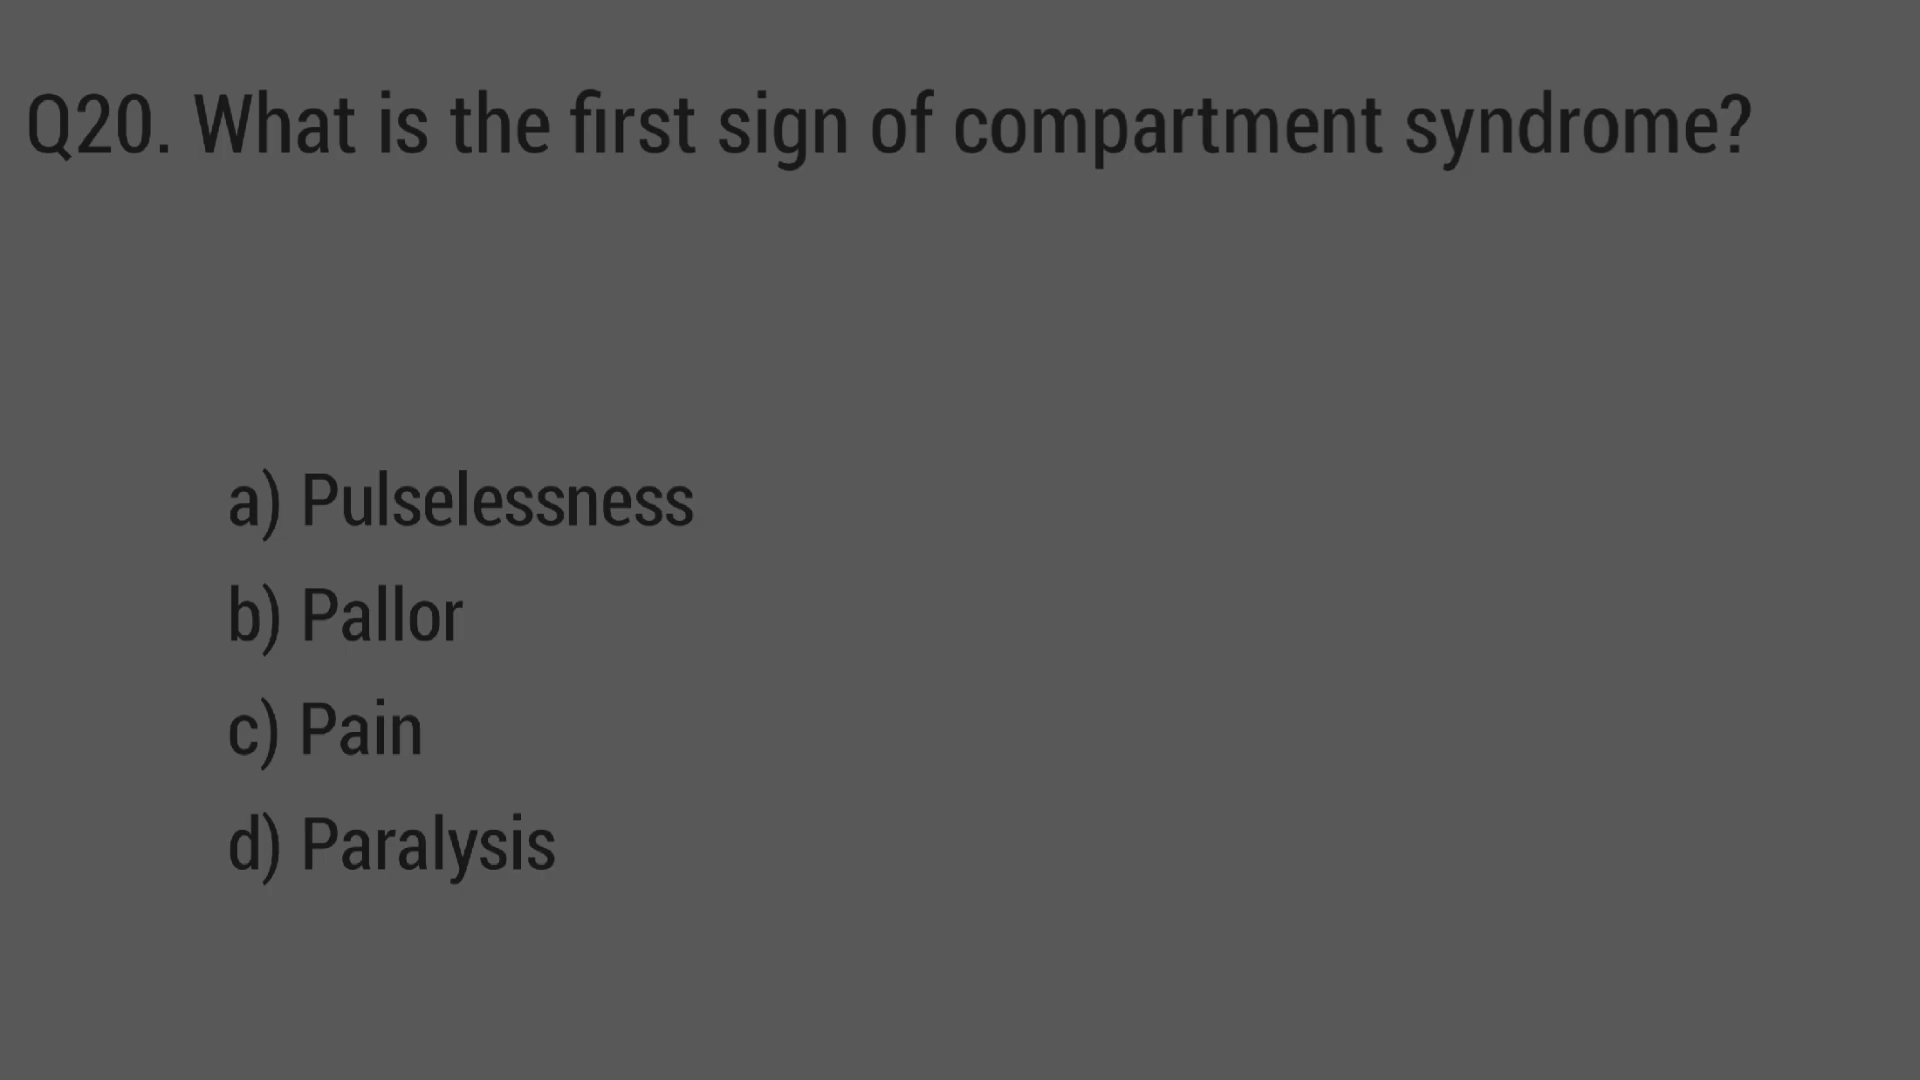 Q20. What is the first sign of compartment syndrome?
a) Pulselessness
b) Pallor
c) Pain
d) Paralysis